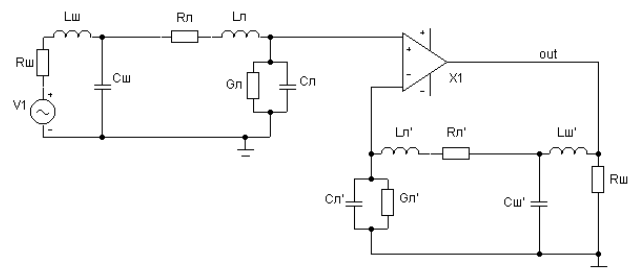 Lш
Rл
Lл
Rш
Cш
Gл
Cл
V1
+
−
+
+
−
−
X1
out
Lл'
Rл'
Lш'
Cл'
Gл'
Cш'
Rш